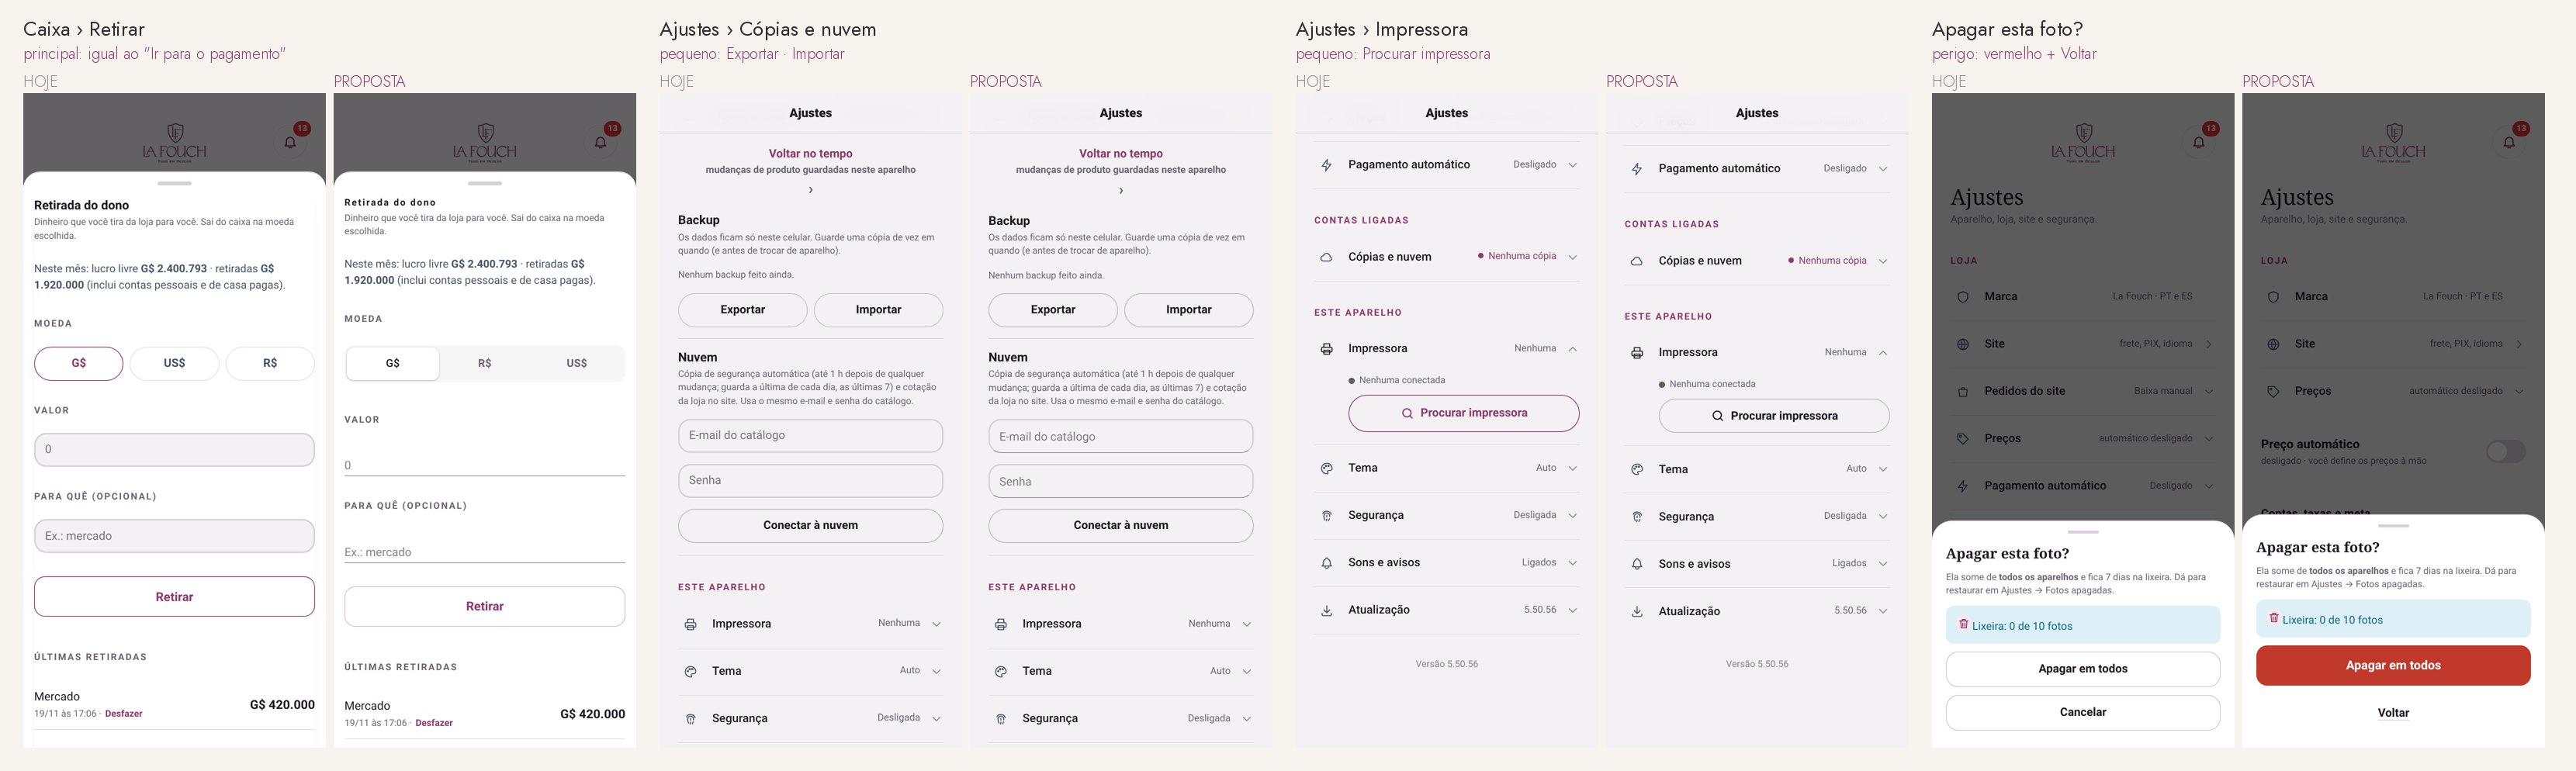 Caixa › Retirar
principal: igual ao "Ir para o pagamento"
HOJE
13
LA FOUCH
Retirada do dono
Dinheiro que você tira da loja para você. Sai do caixa na moeda
escolhida.
Neste mês: lucro livre G$ 2.400.793 · retiradas G$
1.920.000 (inclui contas pessoais e de casa pagas).
MOEDA
G$ US$ R$
VALOR
0
PARA QUÊ (OPCIONAL)
Ex.: mercado
Retirar
ÚLTIMAS RETIRADAS
Mercado
19/11 às 17:06 · Desfazer
G$ 420.000
PROPOSTA
13
LA FOUCH
Retirada do dono
Dinheiro que você tira da loja para você. Sai do caixa na moeda
escolhida.
Neste mês: lucro livre G$ 2.400.793 · retiradas G$
1.920.000 (inclui contas pessoais e de casa pagas).
MOEDA
G$ R$ US$
VALOR
0
PARA QUÊ (OPCIONAL)
Ex.: mercado
Retirar
ÚLTIMAS RETIRADAS
Mercado
19/11 às 17:06 · Desfazer
G$ 420.000
Ajustes › Cópias e nuvem
pequeno: Exportar · Importar
HOJE
Ajustes
Voltar no tempo
mudanças de produto guardadas neste aparelho
›
Backup
Os dados ficam só neste celular. Guarde uma cópia de vez em
quando (e antes de trocar de aparelho).
Nenhum backup feito ainda.
Exportar Importar
Nuvem
Cópia de segurança automática (até 1 h depois de qualquer
mudança; guarda a última de cada dia, as últimas 7) e cotação
da loja no site. Usa o mesmo e-mail e senha do catálogo.
E-mail do catálogo
Senha
Conectar à nuvem
ESTE APARELHO
Impressora Nenhuma
Tema Auto
Segurança Desligada
PROPOSTA
Ajustes
Voltar no tempo
mudanças de produto guardadas neste aparelho
›
Backup
Os dados ficam só neste celular. Guarde uma cópia de vez em
quando (e antes de trocar de aparelho).
Nenhum backup feito ainda.
Exportar Importar
Nuvem
Cópia de segurança automática (até 1 h depois de qualquer
mudança; guarda a última de cada dia, as últimas 7) e cotação
da loja no site. Usa o mesmo e-mail e senha do catálogo.
E-mail do catálogo
Senha
Conectar à nuvem
ESTE APARELHO
Impressora Nenhuma
Tema Auto
Segurança Desligada
Ajustes › Impressora
pequeno: Procurar impressora
HOJE
Ajustes
Pagamento automático Desligado
CONTAS LIGADAS
Cópias e nuvem Nenhuma cópia
ESTE APARELHO
Impressora Nenhuma
Nenhuma conectada
Procurar impressora
Tema Auto
Segurança Desligada
Sons e avisos Ligados
Atualização 5.50.56
Versão 5.50.56
PROPOSTA
Ajustes
Pagamento automático Desligado
CONTAS LIGADAS
Cópias e nuvem Nenhuma cópia
ESTE APARELHO
Impressora Nenhuma
Nenhuma conectada
Procurar impressora
Tema Auto
Segurança Desligada
Sons e avisos Ligados
Atualização 5.50.56
Versão 5.50.56
Apagar esta foto?
perigo: vermelho + Voltar
HOJE
13
LA FOUCH
Ajustes
Aparelho, loja, site e segurança.
LOJA
Marca La Fouch · PT e ES
Site frete, PIX, idioma
Pedidos do site Baixa manual
Preços automático desligado
Pagamento automático Desligado
Apagar esta foto?
Ela some de todos os aparelhos e fica 7 dias na lixeira. Dá para
restaurar em Ajustes → Fotos apagadas.
Lixeira: 0 de 10 fotos
Apagar em todos
Cancelar
PROPOSTA
13
LA FOUCH
Ajustes
Aparelho, loja, site e segurança.
LOJA
Marca La Fouch · PT e ES
Site frete, PIX, idioma
Preços automático desligado
Preço automático
desligado · você define os preços à mão
Contas, taxas e meta
Apagar esta foto?
Ela some de todos os aparelhos e fica 7 dias na lixeira. Dá para
restaurar em Ajustes → Fotos apagadas.
Lixeira: 0 de 10 fotos
Apagar em todos
Voltar